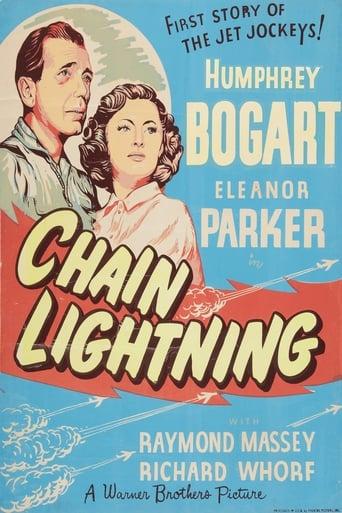 FIRST STORY OF
THE JET JOCKEYS!
HUMPHREY
BOGART
ELEANOR
PARKER
in
CHAIN
LIGHTNING
WITH
RAYMOND MASSEY
RICHARD WHORF
A Warner Brothers Picture